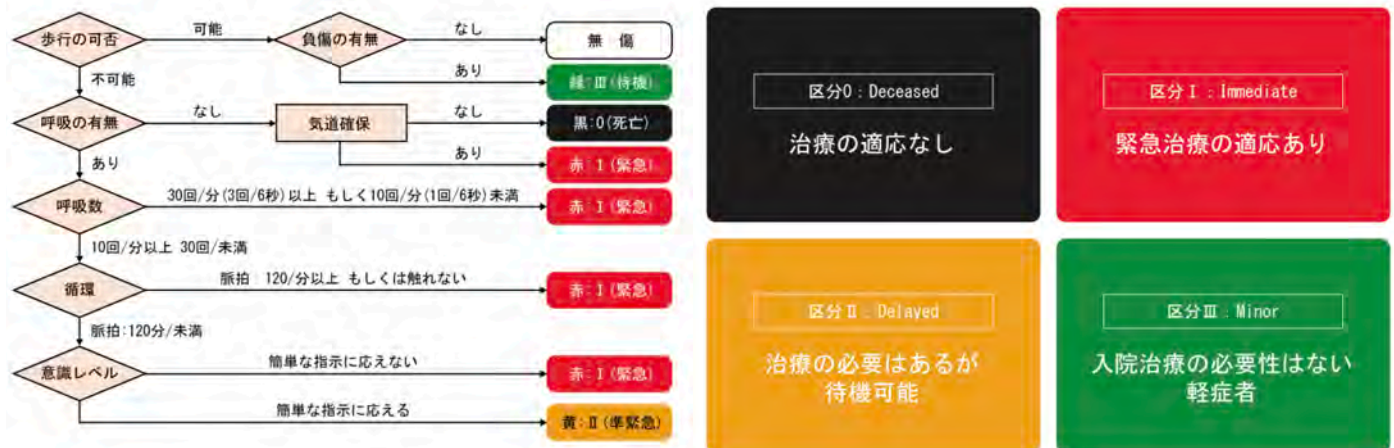 歩行の可否
可能
負傷の有無
なし
無 傷
不可能
あり
緑:Ⅲ(待機)
呼吸の有無
なし
気道確保
なし
黒:0(死亡)
あり
あり
赤:Ⅰ(緊急)
呼吸数
30回/分(3回/6秒)以上 もしく10回/分(1回/6秒)未満
赤:Ⅰ(緊急)
10回/分以上 30回/未満
循環
脈拍:120/分以上 もしくは触れない
赤:Ⅰ(緊急)
脈拍:120分/未満
意識レベル
簡単な指示に応えない
赤:Ⅰ(緊急)
簡単な指示に応える
黄:Ⅱ(準緊急)
区分0:Deceased
治療の適応なし
区分Ⅰ:Immediate
緊急治療の適応あり
区分Ⅱ:Delayed
治療の必要はあるが
待機可能
区分Ⅲ:Minor
入院治療の必要性はない
軽症者